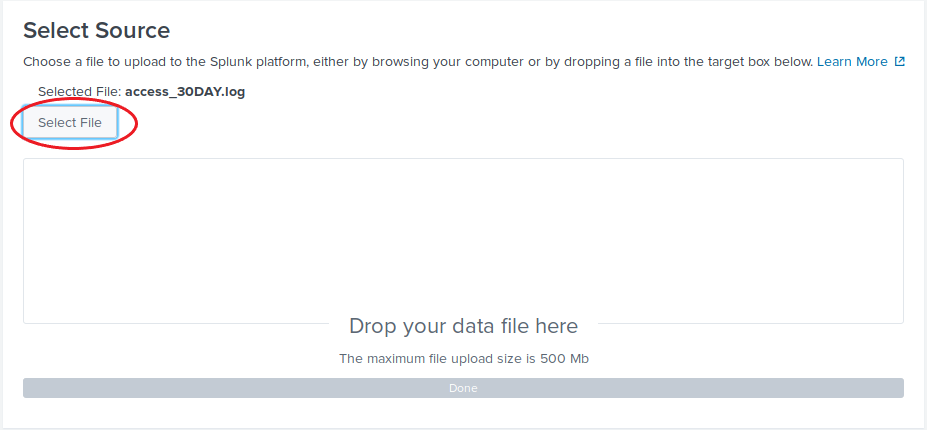 Select Source
Choose a file to upload to the Splunk platform, either by browsing your computer or by dropping a file into the target box below. Learn More
Selected File: access_30DAY.log
Select File
Drop your data file here
The maximum file upload size is 500 Mb
Done